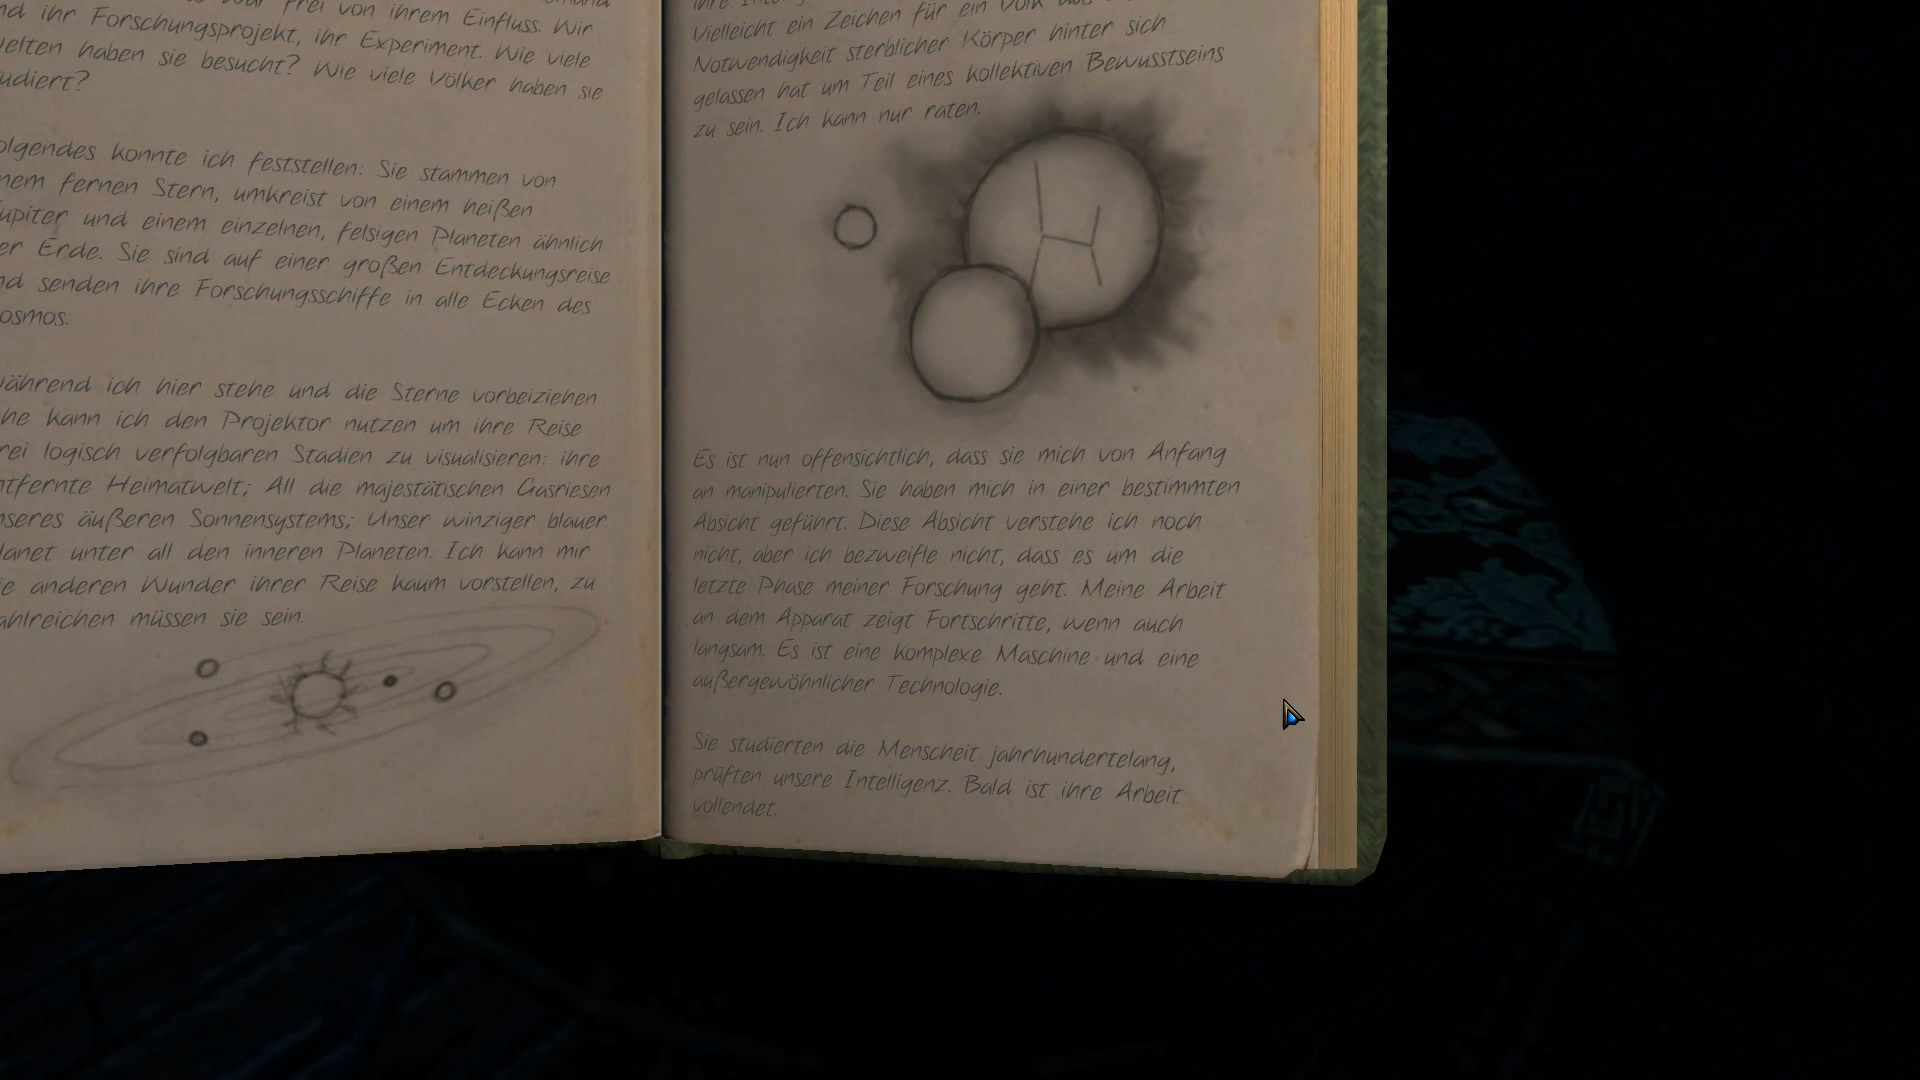 war frei von ihrem Einfluss. Wir
und ihr Forschungsprojekt, ihr Experiment. Wie viele
Welten haben sie besucht? Wie viele Völker haben sie
udiert?
olgendes konnte ich feststellen: Sie stammen von
nem fernen Stern, umkreist von einem heißen
Jupiter und einem einzelnen, felsigen Planeten ähnlich
er Erde. Sie sind auf einer großen Entdeckungsreise
nd senden ihre Forschungsschiffe in alle Ecken des
osmos.
Während ich hier stehe und die Sterne vorbeiziehen
he kann ich den Projektor nutzen um ihre Reise
rei logisch verfolgbaren Stadien zu visualisieren: ihre
ntfernte Heimatwelt; All die majestätischen Gasriesen
nseres äußeren Sonnensystems; Unser winziger blauer
lanet unter all den inneren Planeten. Ich kann mir
ie anderen Wunder ihrer Reise kaum vorstellen, zu
ahlreichen müssen sie sein.
Vielleicht ein Zeichen für ein Volk
Notwendigkeit sterblicher Körper hinter sich
gelassen hat um Teil eines kollektiven Bewusstseins
zu sein. Ich kann nur raten.
Es ist nun offensichtlich, dass sie mich von Anfang
an manipulierten. Sie haben mich in einer bestimmten
Absicht geführt. Diese Absicht verstehe ich noch
nicht, aber ich bezweifle nicht, dass es um die
letzte Phase meiner Forschung geht. Meine Arbeit
an dem Apparat zeigt Fortschritte, wenn auch
langsam. Es ist eine komplexe Maschine und eine
außergewöhnlicher Technologie.
Sie studierten die Menscheit jahrhundertelang,
prüften unsere Intelligenz. Bald ist ihre Arbeit
vollendet.